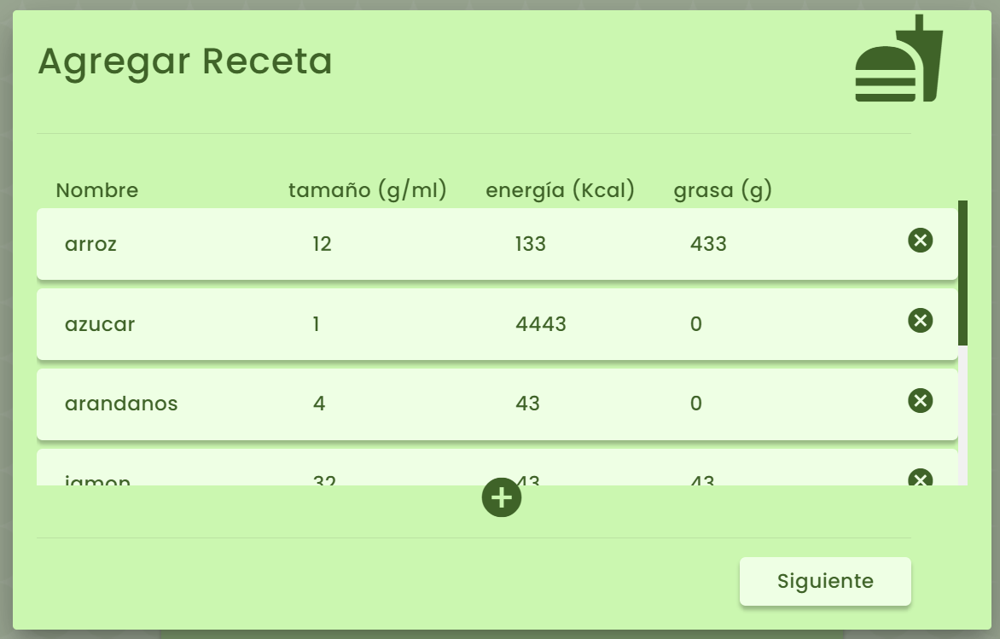 Agregar Receta
Nombre tamaño (g/ml) energía (Kcal) grasa (g)
arroz 12 133 433
azucar 1 4443 0
arandanos 4 43 0
jamon 32 43 43
Siguiente